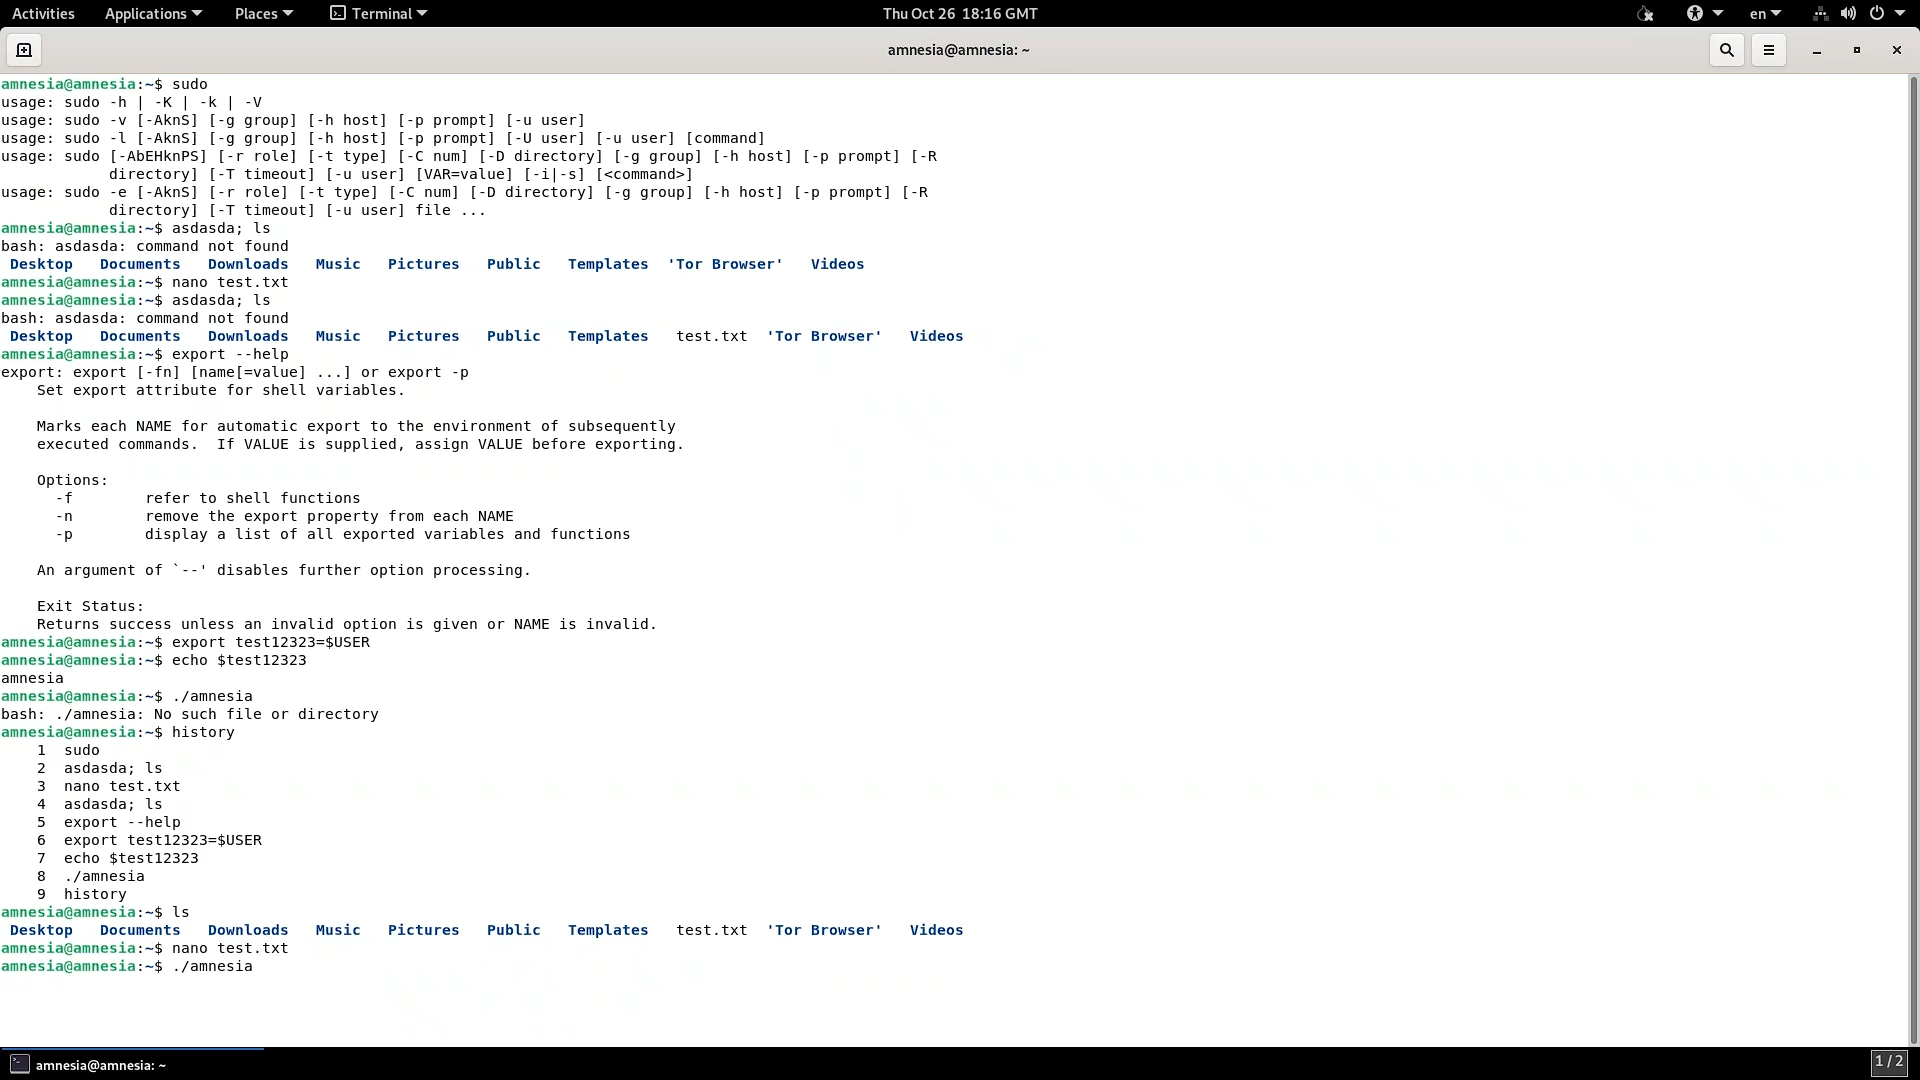 Activities Applications Places Terminal Thu Oct 26 18:16 GMT en
amnesia@amnesia: ~
amnesia@amnesia:~$ sudo
usage: sudo -h | -K | -k | -V
usage: sudo -v [-AknS] [-g group] [-h host] [-p prompt] [-u user]
usage: sudo -l [-AknS] [-g group] [-h host] [-p prompt] [-U user] [-u user] [command]
usage: sudo [-AbEHknPS] [-r role] [-t type] [-C num] [-D directory] [-g group] [-h host] [-p prompt] [-R
            directory] [-T timeout] [-u user] [VAR=value] [-i|-s] [<command>]
usage: sudo -e [-AknS] [-r role] [-t type] [-C num] [-D directory] [-g group] [-h host] [-p prompt] [-R
            directory] [-T timeout] [-u user] file ...
amnesia@amnesia:~$ asdasda; ls
bash: asdasda: command not found
 Desktop   Documents   Downloads   Music   Pictures   Public   Templates  'Tor Browser'   Videos
amnesia@amnesia:~$ nano test.txt
amnesia@amnesia:~$ asdasda; ls
bash: asdasda: command not found
 Desktop   Documents   Downloads   Music   Pictures   Public   Templates   test.txt  'Tor Browser'   Videos
amnesia@amnesia:~$ export --help
export: export [-fn] [name[=value] ...] or export -p
    Set export attribute for shell variables.
    Marks each NAME for automatic export to the environment of subsequently
    executed commands.  If VALUE is supplied, assign VALUE before exporting.
    Options:
      -f        refer to shell functions
      -n        remove the export property from each NAME
      -p        display a list of all exported variables and functions
    An argument of `--' disables further option processing.
    Exit Status:
    Returns success unless an invalid option is given or NAME is invalid.
amnesia@amnesia:~$ export test12323=$USER
amnesia@amnesia:~$ echo $test12323
amnesia
amnesia@amnesia:~$ ./amnesia
bash: ./amnesia: No such file or directory
amnesia@amnesia:~$ history
    1  sudo
    2  asdasda; ls
    3  nano test.txt
    4  asdasda; ls
    5  export --help
    6  export test12323=$USER
    7  echo $test12323
    8  ./amnesia
    9  history
amnesia@amnesia:~$ ls
 Desktop   Documents   Downloads   Music   Pictures   Public   Templates   test.txt  'Tor Browser'   Videos
amnesia@amnesia:~$ nano test.txt
amnesia@amnesia:~$ ./amnesia
amnesia@amnesia: ~ 1 / 2